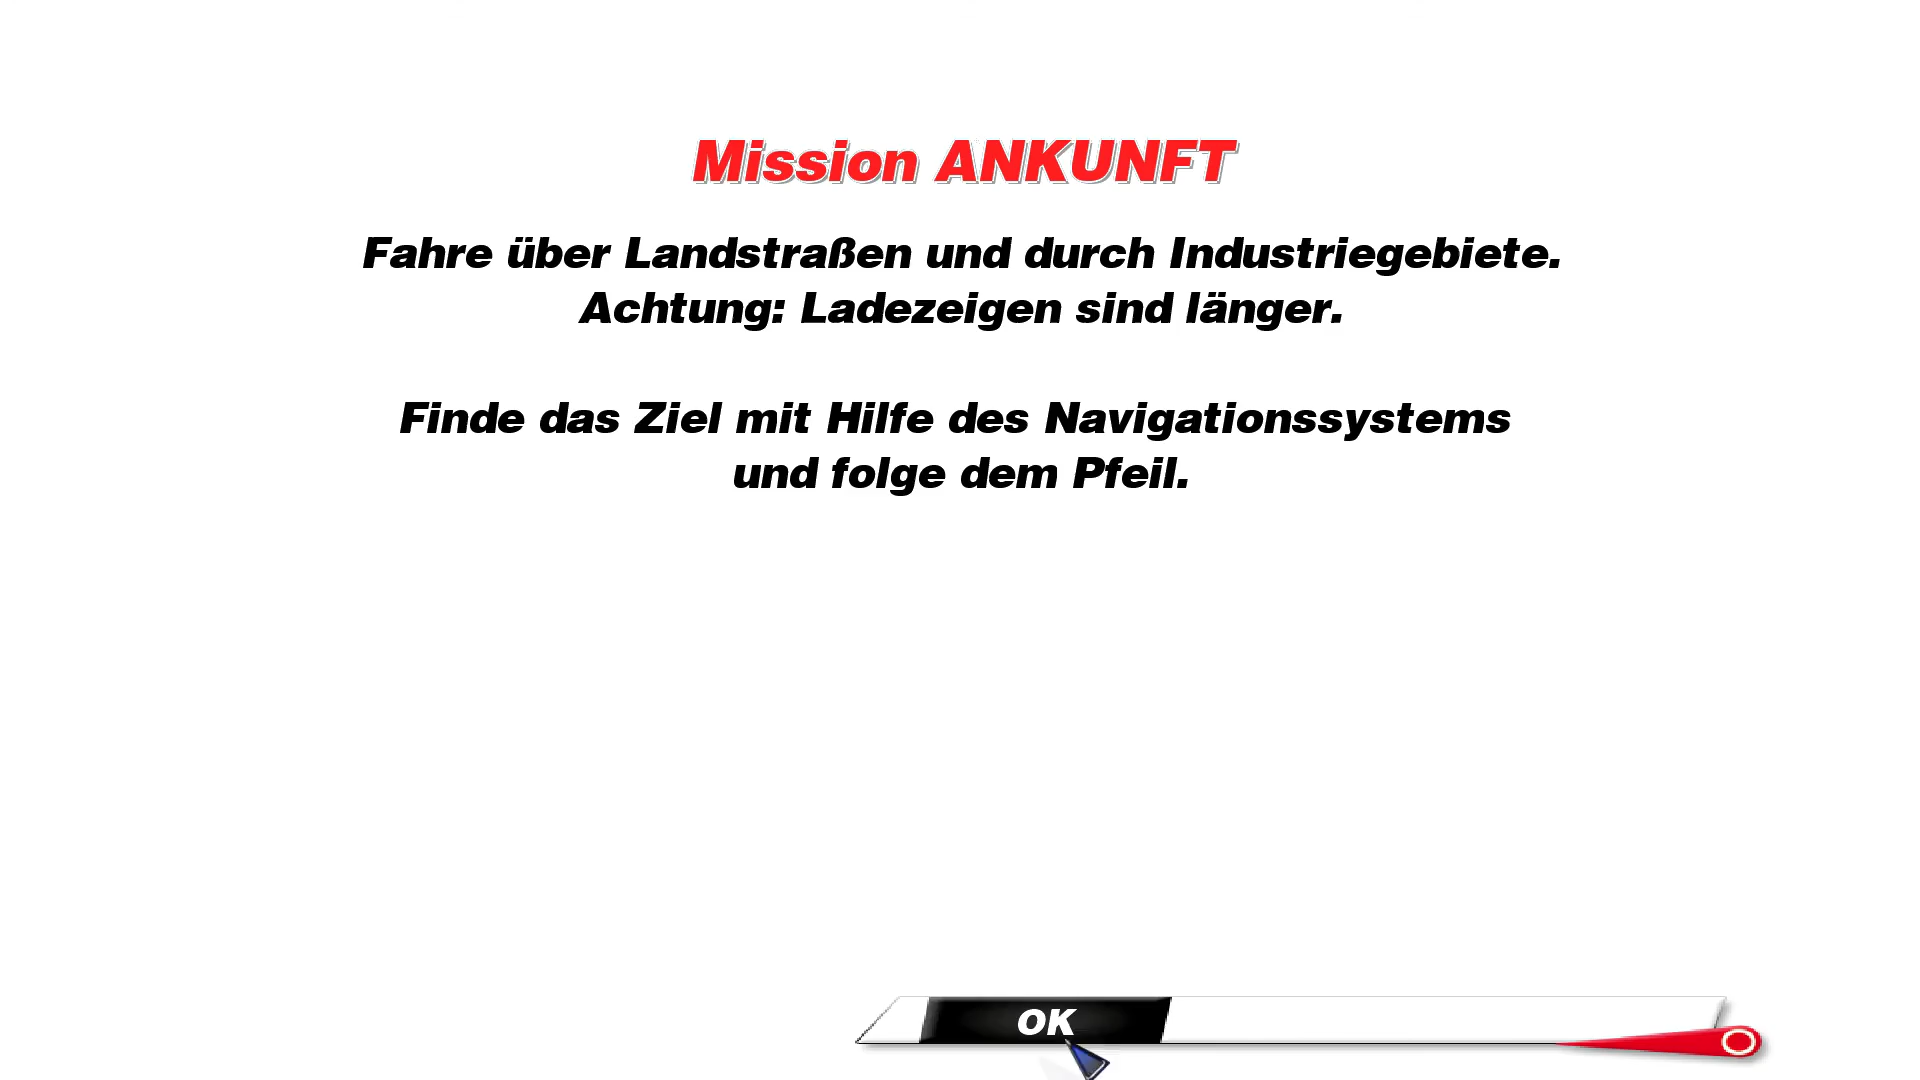 Mission ANKUNFT
Fahre über Landstraßen und durch Industriegebiete.
Achtung: Ladezeigen sind länger.
Finde das Ziel mit Hilfe des Navigationssystems
und folge dem Pfeil.
OK